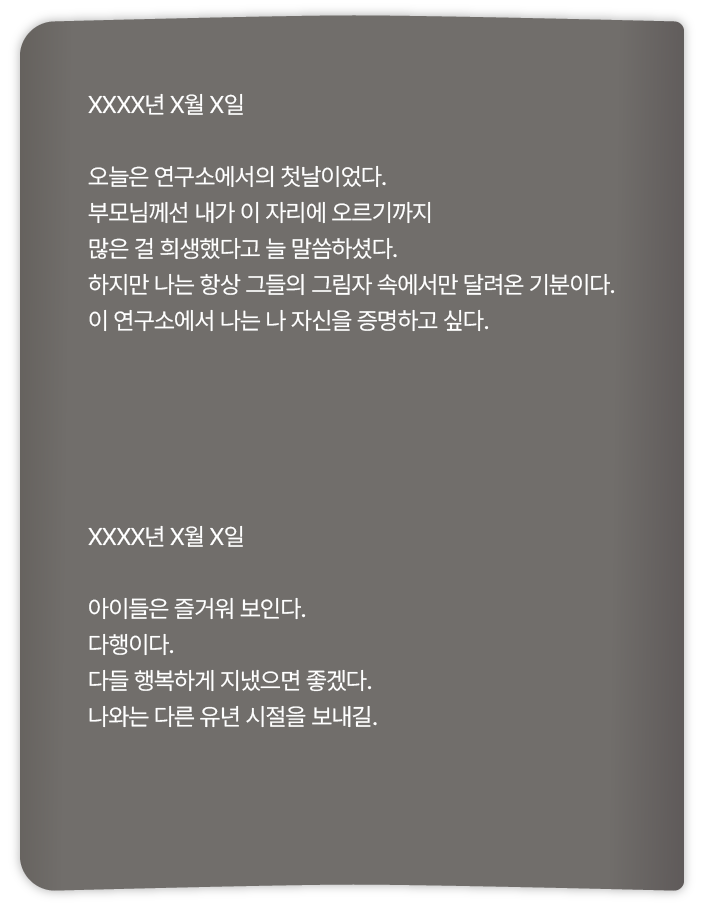 XXXX년 X월 X일
오늘은 연구소에서의 첫날이었다.
부모님께선 내가 이 자리에 오르기까지
많은 걸 희생했다고 늘 말씀하셨다.
하지만 나는 항상 그들의 그림자 속에서만 달려온 기분이다.
이 연구소에서 나는 나 자신을 증명하고 싶다.
XXXX년 X월 X일
아이들은 즐거워 보인다.
다행이다.
다들 행복하게 지냈으면 좋겠다.
나와는 다른 유년 시절을 보내길.